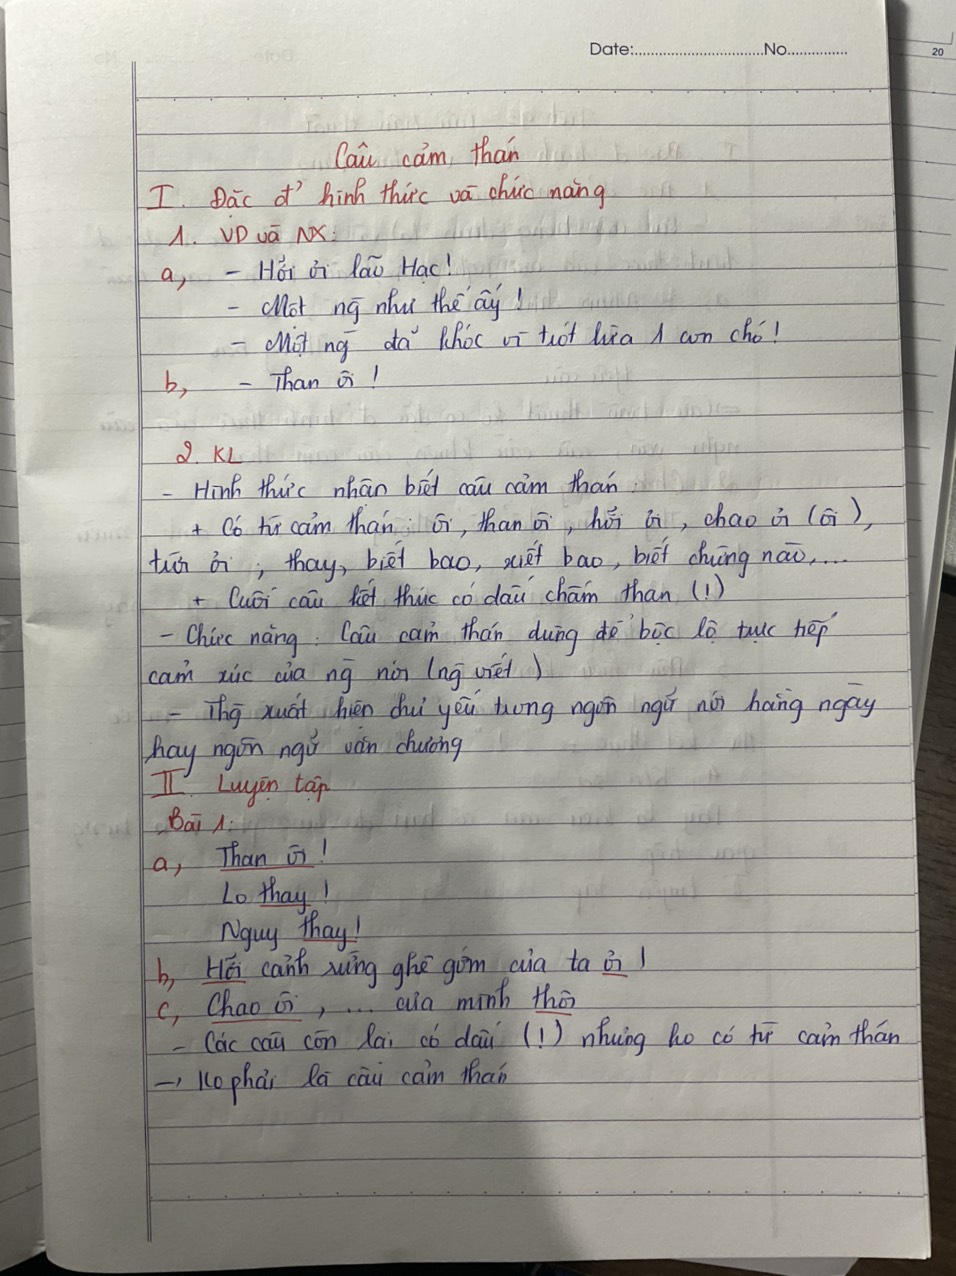 Date:..............................No..............
20
Câu cảm thán
I. Đặc đ' hình thức và chức năng
1. VD và NX:
a, - Hỡi ơi lão Hạc!
- Một ng như thế ấy!
- Một ng đã khóc vì trót lừa 1 con chó!
b, - Than ôi!
2. KL
- Hình thức nhận biết câu cảm thán:
+ Có từ cảm thán: ôi, than ôi, hỡi ơi, chao ơi (ôi),
trời ơi, thay, biết bao, xiết bao, biết chừng nào,...
+ Cuối câu kết thúc có dấu chấm than (!)
- Chức năng: Câu cảm thán dùng để bộc lộ trực tiếp
cảm xúc của ng nói (ng viết)
- Thg xuất hiện chủ yếu trong ngôn ngữ nói hàng ngày
hay ngôn ngữ văn chương
II. Luyện tập
Bài 1:
a, Than ôi!
Lo thay!
Nguy thay!
b, Hỡi cảnh rừng ghê gớm của ta ơi!
c, Chao ôi, ... của mình thôi
- Các câu còn lại có dấu (!) nhưng ko có từ cảm thán
→ Ko phải là câu cảm thán